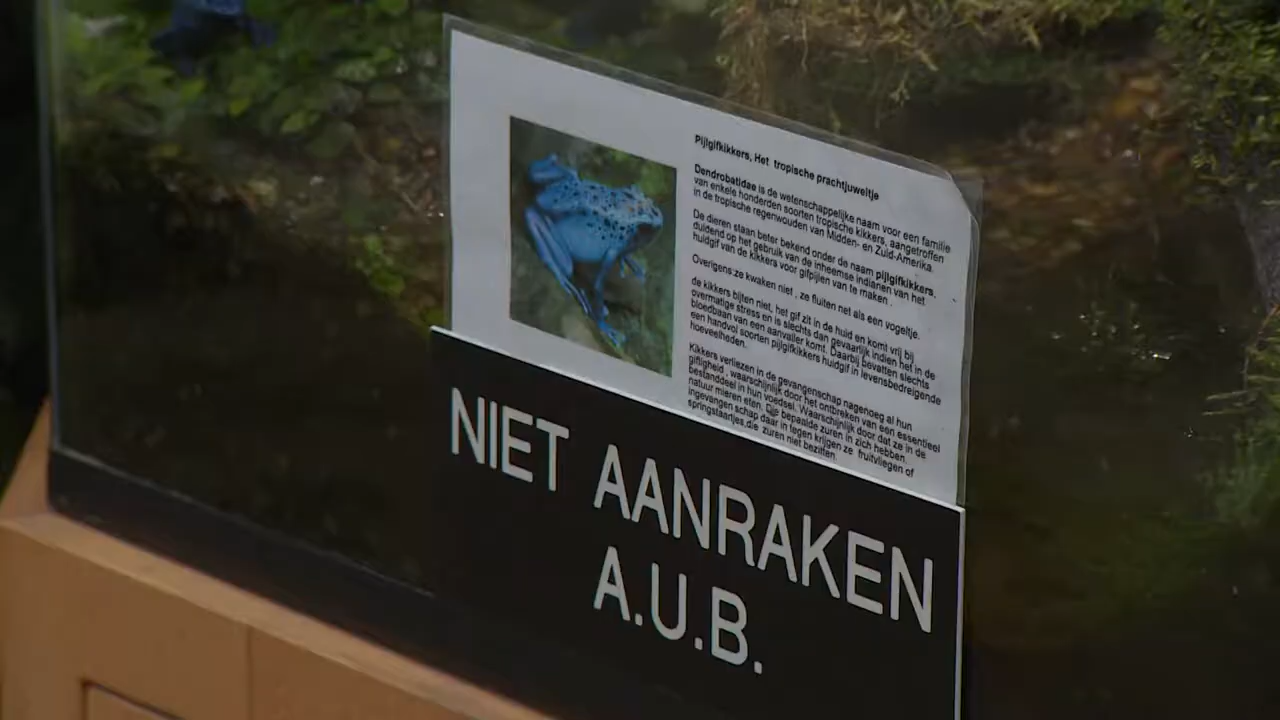 Pijlgifkikkers, Het tropische prachtjuweltje
Dendrobatidae is de wetenschappelijke naam voor een familie
van enkele honderden soorten tropische kikkers, aangetroffen
in de tropische regenwouden van Midden- en Zuid-Amerika.
De dieren staan beter bekend onder de naam pijlgifkikkers,
duidend op het gebruik van de inheemse indianen van het
huidgif van de kikkers voor gifpijlen van te maken .
Overigens:ze kwaken niet , ze fluiten net als een vogeltje.
de kikkers bijten niet, het gif zit in de huid en komt vrij bij
overmatige stress en is slechts dan gevaarlijk indien het in de
bloedbaan van een aanvaller komt. Daarbij bevatten slechts
een handvol soorten pijlgifkikkers huidgif in levensbedreigende
hoeveelheden.
Kikkers verliezen in de gevangenschap nagenoeg al hun
giftigheid , waarschijnlijk door het ontbreken van een essentieel
bestanddeel in hun voedsel. Waarschijnlijk door dat ze in de
natuur mieren eten. Die bepaalde zuren in zich hebben.
ingevangen schap daar in tegen krijgen ze fruitvliegen of
springstaartjes,die zuren niet bezitten.
NIET AANRAKEN
A.U.B.